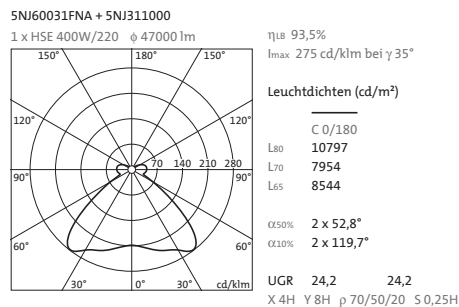 5NJ60031FNA + 5NJ311000
1 x HSE 400W/220 ϕ 47000 lm
150° 180° 150°
120° 120°
70 140 210 280
90° 90°
60° 60°
30° 0° 30° cd/klm
ηLB 93,5%
Imax 275 cd/klm bei γ 35°
Leuchtdichten (cd/m²)
C 0/180
L80 10797
L70 7954
L65 8544
α50% 2 x 52,8°
α10% 2 x 119,7°
UGR 24,2 24,2
X 4H Y 8H ρ 70/50/20 S 0,25H